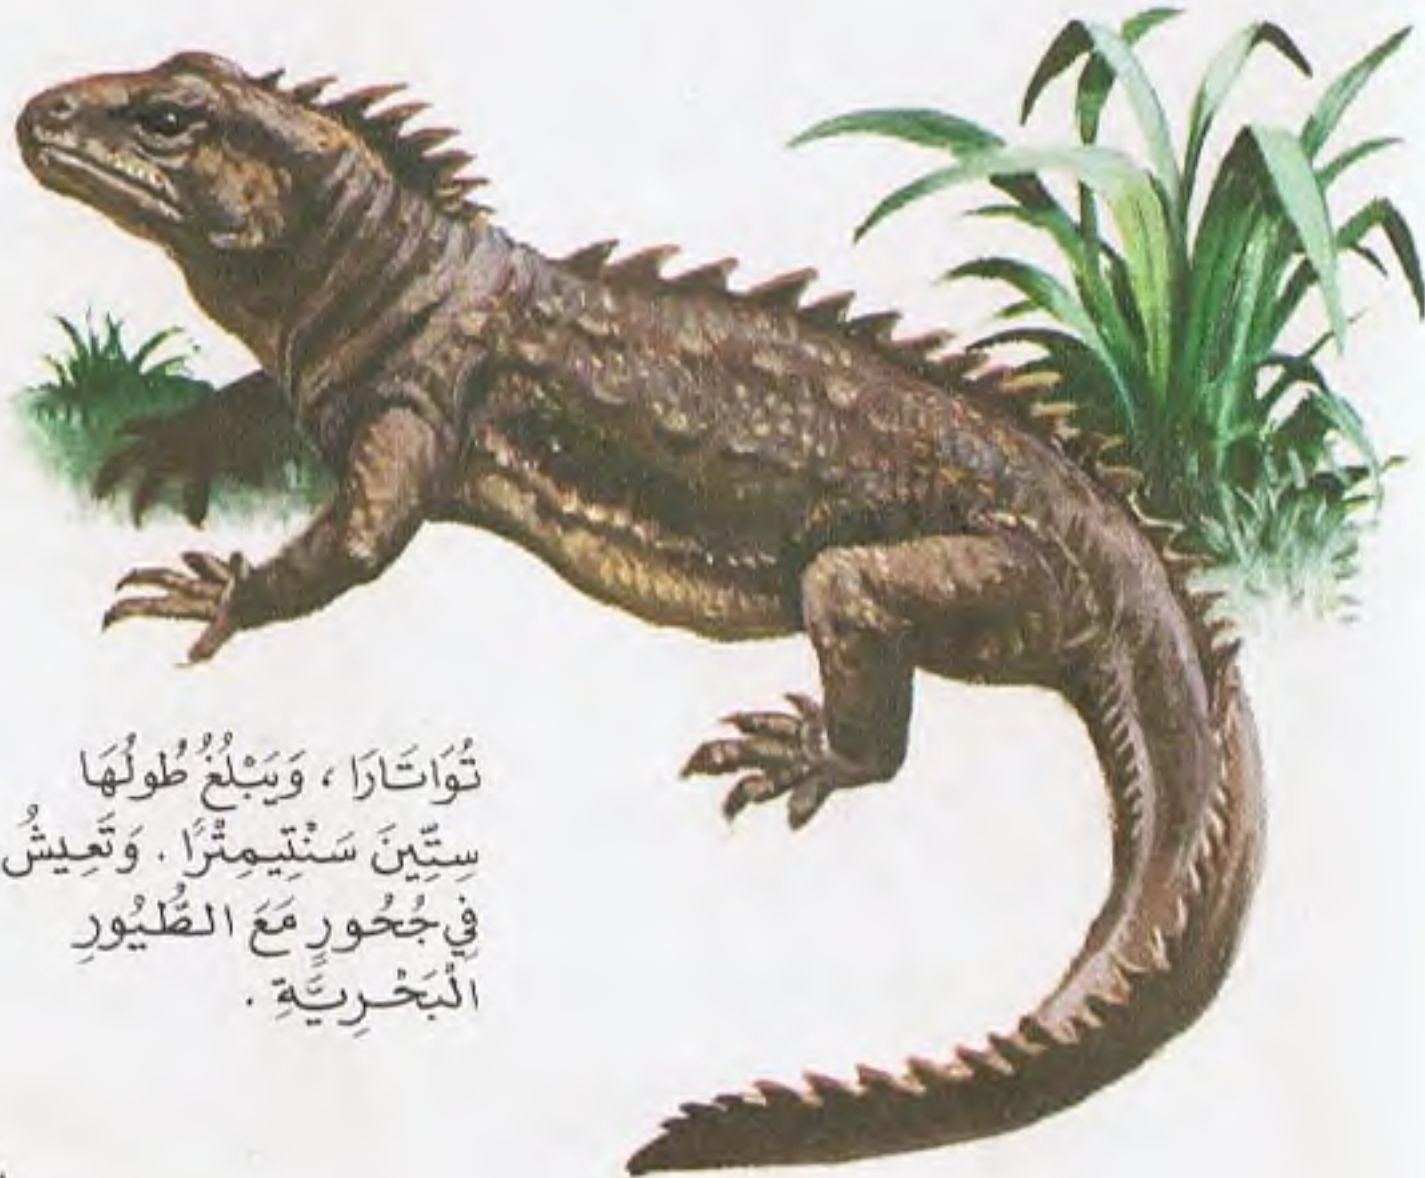 تُوَاتَارَا ، وَيَبْلُغُ طُولُهَا
سِتِّينَ سَنْتِيمِتْرًا . وَتَعِيشُ
فِي جُحُورٍ مَعَ الطُّيُورِ
الْبَحْرِيَّةِ .